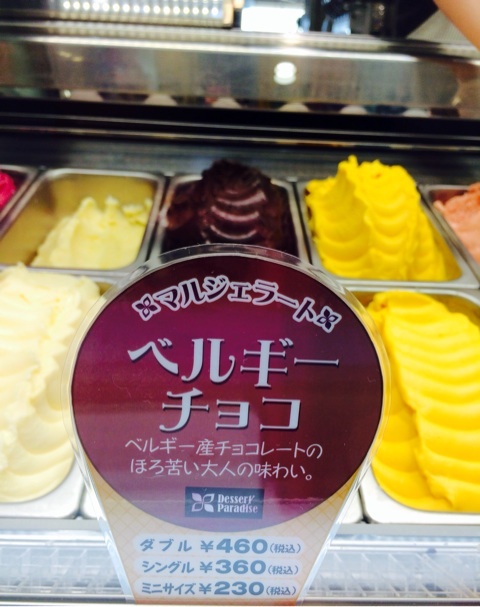 マルジェラート
ベルギー
チョコ
ベルギー産チョコレートの
ほろ苦い大人の味わい。
Dessert
Paradise
ダブル ¥460(税込)
シングル ¥360(税込)
ミニサイズ ¥230(税込)